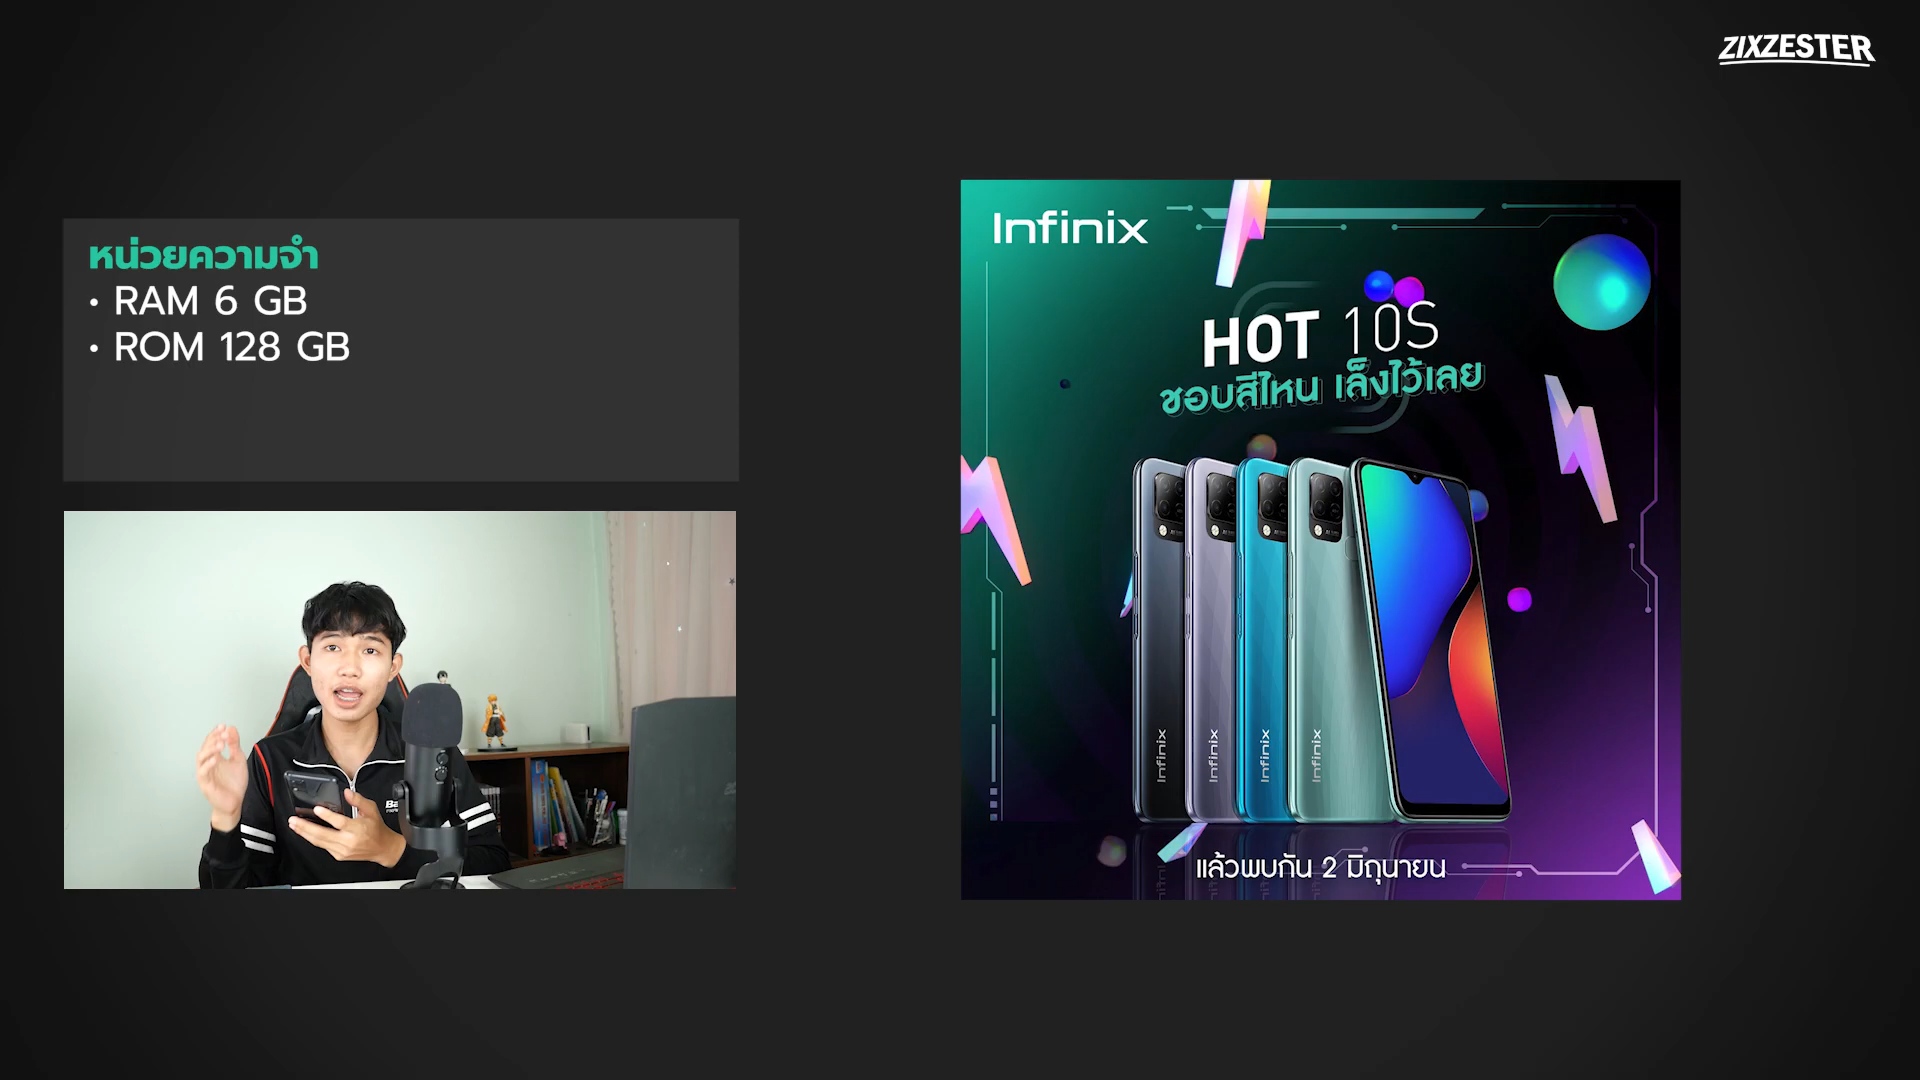 ZIXZESTER
หน่วยความจำ
• RAM 6 GB
• ROM 128 GB
Infinix
HOT 10S
ชอบสีไหน เล็งไว้เลย
Infinix
Infinix
Infinix
Infinix
แล้วพบกัน 2 มิถุนายน